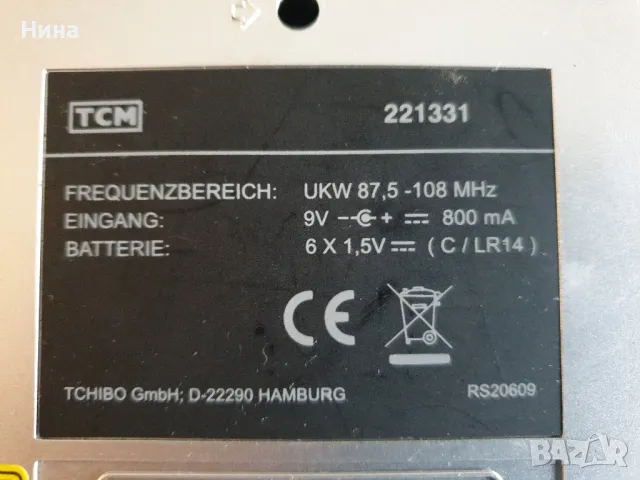 Нина
TCM 221331
FREQUENZBEREICH: UKW 87,5 -108 MHz
EINGANG: 9V 800 mA
BATTERIE: 6 X 1,5V ( C / LR14 )
CE
TCHIBO GmbH; D-22290 HAMBURG RS20609
BAZAR